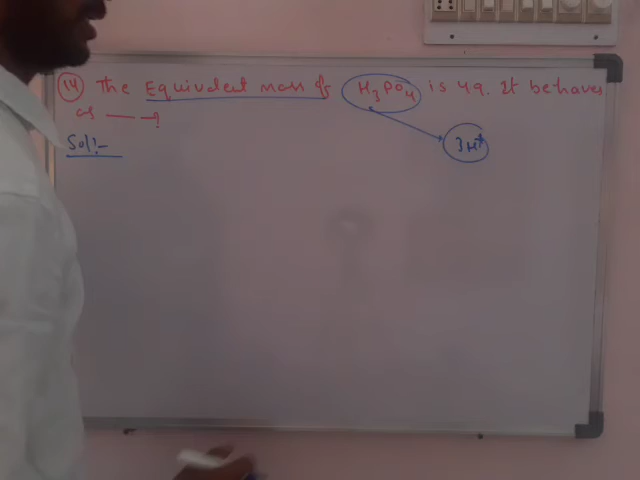 (14) The Equivalent mass of H₃PO₄ is 49. It behaves
as —— ?
Sol:-
3H⁺